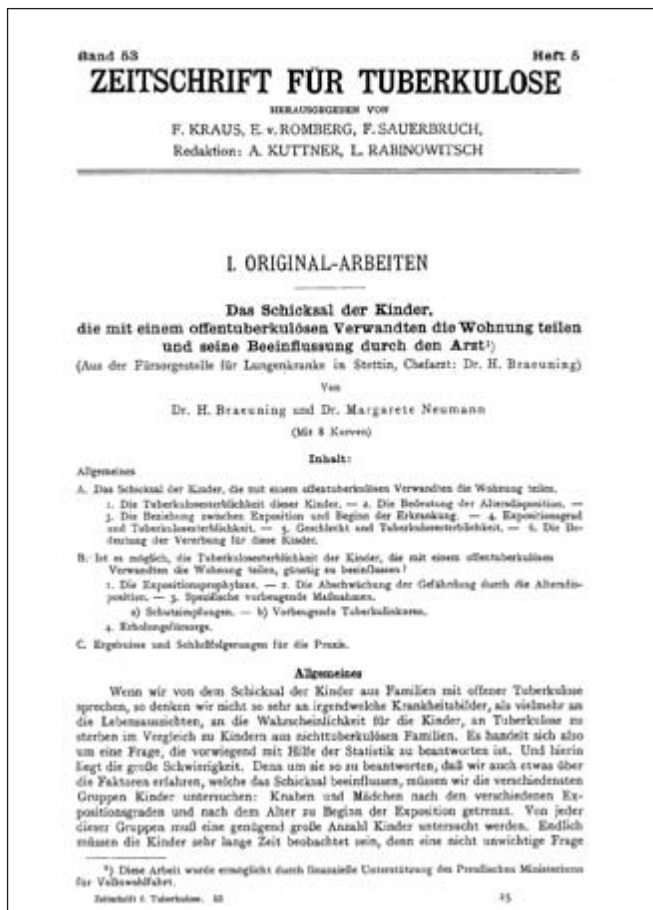 Band 53 Heft 5
ZEITSCHRIFT FÜR TUBERKULOSE
HERAUSGEGEBEN VON
F. KRAUS, E. v. ROMBERG, F. SAUERBRUCH,
Redaktion: A. KUTTNER, L. RABINOWITSCH
I. ORIGINAL-ARBEITEN
Das Schicksal der Kinder,
die mit einem offentuberkulösen Verwandten die Wohnung teilen
und seine Beeinflussung durch den Arzt¹)
(Aus der Fürsorgestelle für Lungenkranke in Stettin, Chefarzt: Dr. H. Braeuning)
Von
Dr. H. Braeuning und Dr. Margarete Neumann
(Mit 8 Kurven)
Inhalt:
Allgemeines
A. Das Schicksal der Kinder, die mit einem offentuberkulösen Verwandten die Wohnung teilen.
1. Die Tuberkulosesterblichkeit dieser Kinder. — 2. Die Bedeutung der Altersdisposition. —
3. Die Beziehung zwischen Exposition und Beginn der Erkrankung. — 4. Expositionsgrad
und Tuberkulosesterblichkeit. — 5. Geschlecht und Tuberkulosesterblichkeit. — 6. Die Be-
deutung der Vererbung für diese Kinder.
B. Ist es möglich, die Tuberkulosesterblichkeit der Kinder, die mit einem offentuberkulösen
Verwandten die Wohnung teilen, günstig zu beeinflussen?
1. Die Expositionsprophylaxe. — 2. Die Abschwächung der Gefährdung durch die Altersdis-
position. — 3. Spezifische vorbeugende Maßnahmen.
a) Schutzimpfungen. — b) Vorbeugende Tuberkulinkuren.
4. Erholungsfürsorge.
C. Ergebnisse und Schlußfolgerungen für die Praxis.
Allgemeines
Wenn wir von dem Schicksal der Kinder aus Familien mit offener Tuberkulose
sprechen, so denken wir nicht so sehr an irgendwelche Krankheitsbilder, als vielmehr an
die Lebensaussichten, an die Wahrscheinlichkeit für die Kinder, an Tuberkulose zu
sterben im Vergleich zu Kindern aus nichttuberkulösen Familien. Es handelt sich also
um eine Frage, die vorwiegend mit Hilfe der Statistik zu beantworten ist. Und hierin
liegt die große Schwierigkeit. Denn um sie so zu beantworten, daß wir auch etwas über
die Faktoren erfahren, welche das Schicksal beeinflussen, müssen wir die verschiedensten
Gruppen Kinder untersuchen: Knaben und Mädchen nach den verschiedenen Ex-
positionsgraden und nach dem Alter zu Beginn der Exposition getrennt. Von jeder
dieser Gruppen muß eine genügend große Anzahl Kinder untersucht werden. Endlich
müssen die Kinder sehr lange Zeit beobachtet sein, denn eine nicht unwichtige Frage
¹) Diese Arbeit wurde ermöglicht durch finanzielle Unterstützung des Preußischen Ministeriums
für Volkswohlfahrt.
Zeitschrift f. Tuberkulose. 53 25